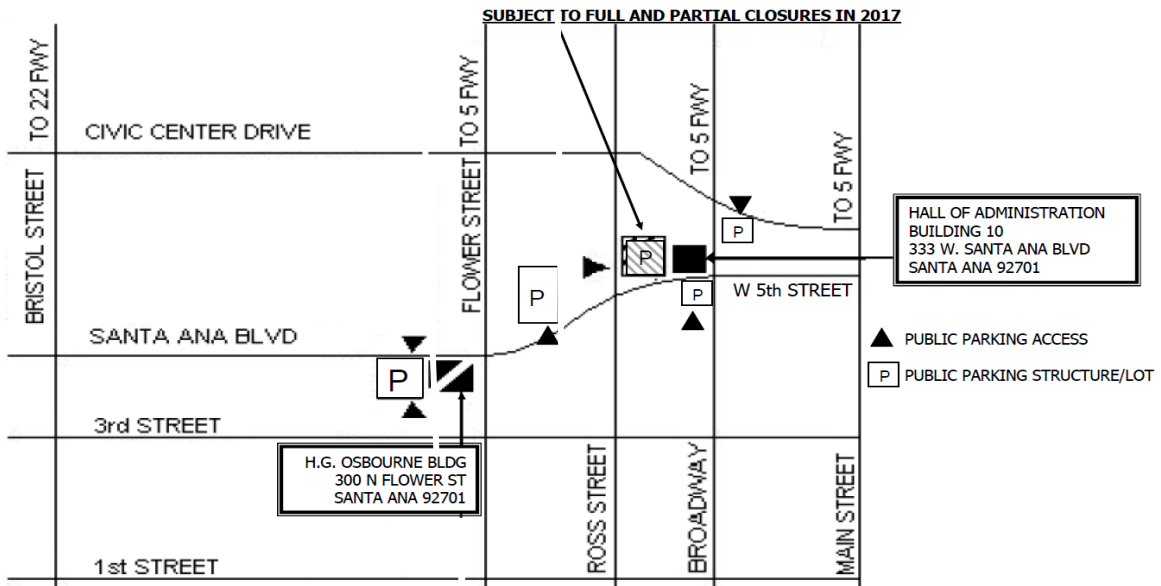 SUBJECT TO FULL AND PARTIAL CLOSURES IN 2017
TO 22 FWY
TO 5 FWY
TO 5 FWY
TO 5 FWY
CIVIC CENTER DRIVE
BRISTOL STREET
FLOWER STREET
HALL OF ADMINISTRATION
BUILDING 10
333 W. SANTA ANA BLVD
SANTA ANA 92701
P
P
P
P
W 5th STREET
SANTA ANA BLVD
P
PUBLIC PARKING ACCESS
P PUBLIC PARKING STRUCTURE/LOT
3rd STREET
H.G. OSBOURNE BLDG
300 N FLOWER ST
SANTA ANA 92701
ROSS STREET
BROADWAY
MAIN STREET
1st STREET